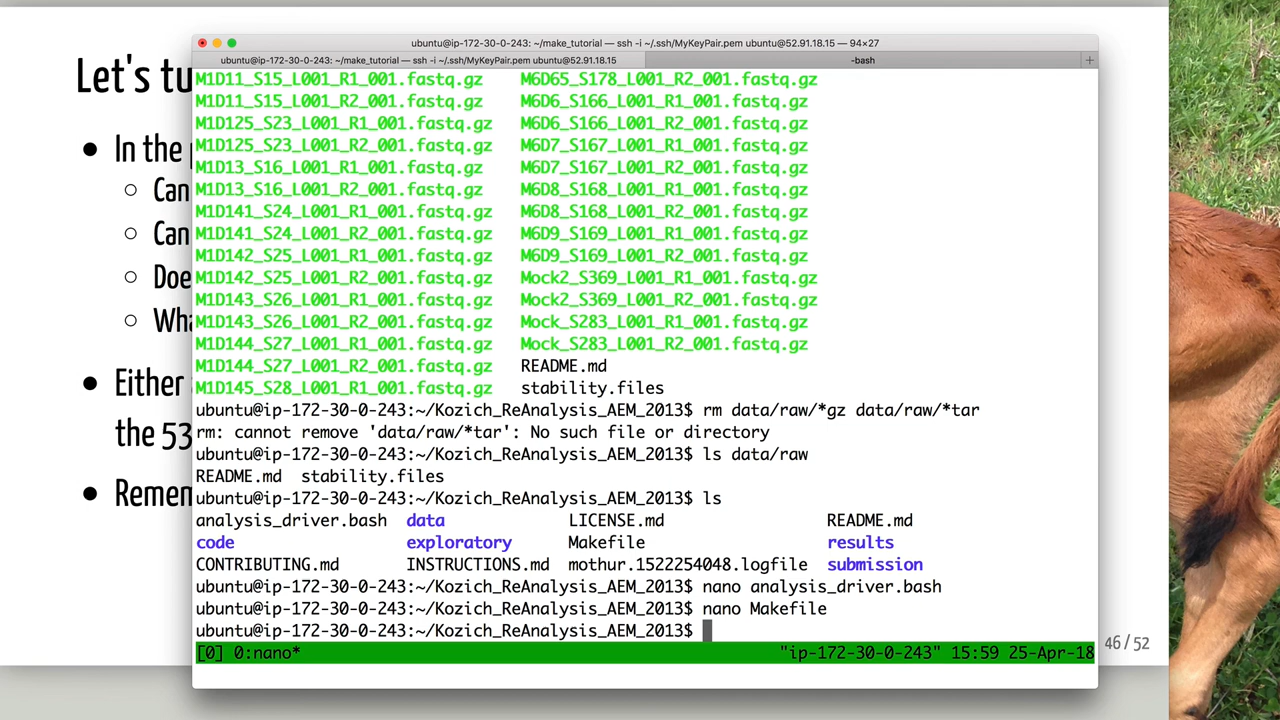 ubuntu@ip-172-30-0-243: ~/make_tutorial — ssh -i ~/.ssh/MyKeyPair.pem ubuntu@52.91.18.15 — 94×27
ubuntu@ip-172-30-0-243: ~/make_tutorial — ssh -i ~/.ssh/MyKeyPair.pem ubuntu@52.91.18.15 -bash +
Let's tu
In the
Can
Can
Doe
Wha
Either
the 53
Remem
M1D11_S15_L001_R1_001.fastq.gz M6D65_S178_L001_R2_001.fastq.gz
M1D11_S15_L001_R2_001.fastq.gz M6D6_S166_L001_R1_001.fastq.gz
M1D125_S23_L001_R1_001.fastq.gz M6D6_S166_L001_R2_001.fastq.gz
M1D125_S23_L001_R2_001.fastq.gz M6D7_S167_L001_R1_001.fastq.gz
M1D13_S16_L001_R1_001.fastq.gz M6D7_S167_L001_R2_001.fastq.gz
M1D13_S16_L001_R2_001.fastq.gz M6D8_S168_L001_R1_001.fastq.gz
M1D141_S24_L001_R1_001.fastq.gz M6D8_S168_L001_R2_001.fastq.gz
M1D141_S24_L001_R2_001.fastq.gz M6D9_S169_L001_R1_001.fastq.gz
M1D142_S25_L001_R1_001.fastq.gz M6D9_S169_L001_R2_001.fastq.gz
M1D142_S25_L001_R2_001.fastq.gz Mock2_S369_L001_R1_001.fastq.gz
M1D143_S26_L001_R1_001.fastq.gz Mock2_S369_L001_R2_001.fastq.gz
M1D143_S26_L001_R2_001.fastq.gz Mock_S283_L001_R1_001.fastq.gz
M1D144_S27_L001_R1_001.fastq.gz Mock_S283_L001_R2_001.fastq.gz
M1D144_S27_L001_R2_001.fastq.gz README.md
M1D145_S28_L001_R1_001.fastq.gz stability.files
ubuntu@ip-172-30-0-243:~/Kozich_ReAnalysis_AEM_2013$ rm data/raw/*gz data/raw/*tar
rm: cannot remove 'data/raw/*tar': No such file or directory
ubuntu@ip-172-30-0-243:~/Kozich_ReAnalysis_AEM_2013$ ls data/raw
README.md stability.files
ubuntu@ip-172-30-0-243:~/Kozich_ReAnalysis_AEM_2013$ ls
analysis_driver.bash data LICENSE.md README.md
code exploratory Makefile results
CONTRIBUTING.md INSTRUCTIONS.md mothur.1522254048.logfile submission
ubuntu@ip-172-30-0-243:~/Kozich_ReAnalysis_AEM_2013$ nano analysis_driver.bash
ubuntu@ip-172-30-0-243:~/Kozich_ReAnalysis_AEM_2013$ nano Makefile
ubuntu@ip-172-30-0-243:~/Kozich_ReAnalysis_AEM_2013$
[0] 0:nano* "ip-172-30-0-243" 15:59 25-Apr-18
46 / 52